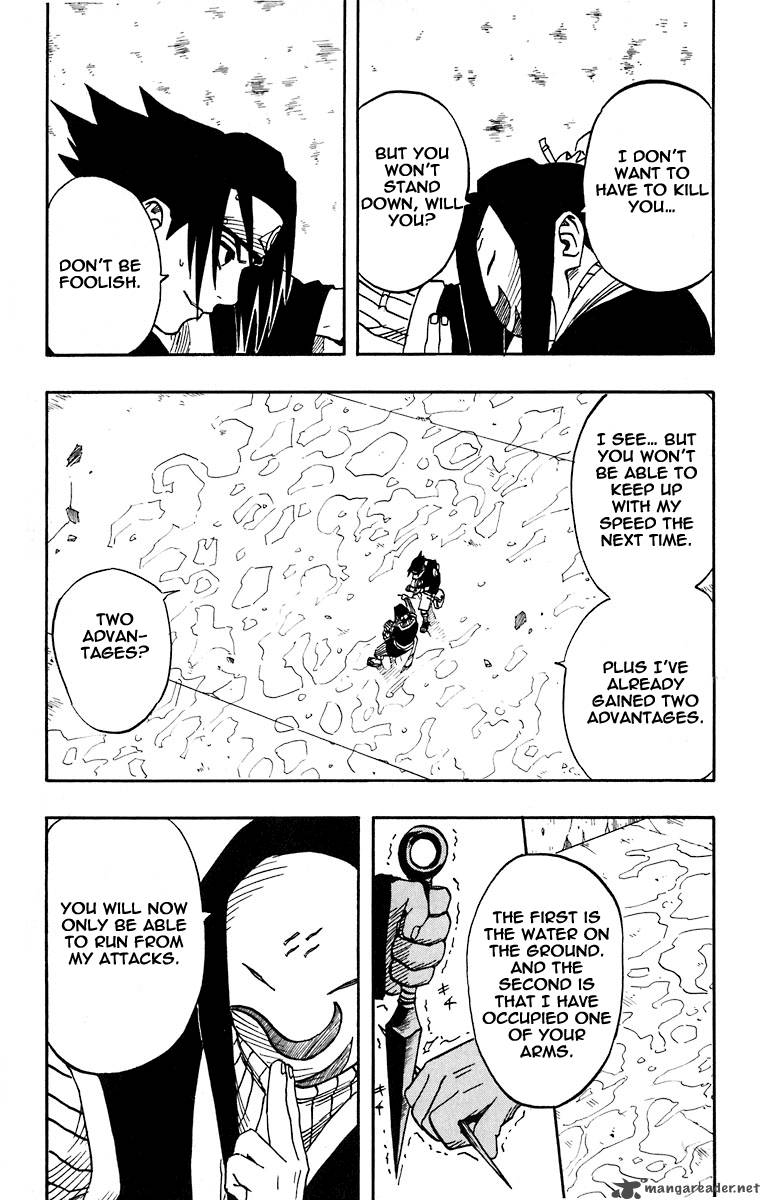 I DON'T
WANT TO
HAVE TO KILL
YOU...
BUT YOU
WON'T
STAND
DOWN, WILL
YOU?
DON'T BE
FOOLISH.
I SEE... BUT
YOU WON'T
BE ABLE TO
KEEP UP
WITH MY
SPEED THE
NEXT TIME.
PLUS I'VE
ALREADY
GAINED TWO
ADVANTAGES.
TWO
ADVAN-
TAGES?
THE FIRST IS
THE WATER ON
THE GROUND.
AND THE
SECOND IS
THAT I HAVE
OCCUPIED ONE
OF YOUR
ARMS.
YOU WILL NOW
ONLY BE ABLE
TO RUN FROM
MY ATTACKS.
mangareader.net